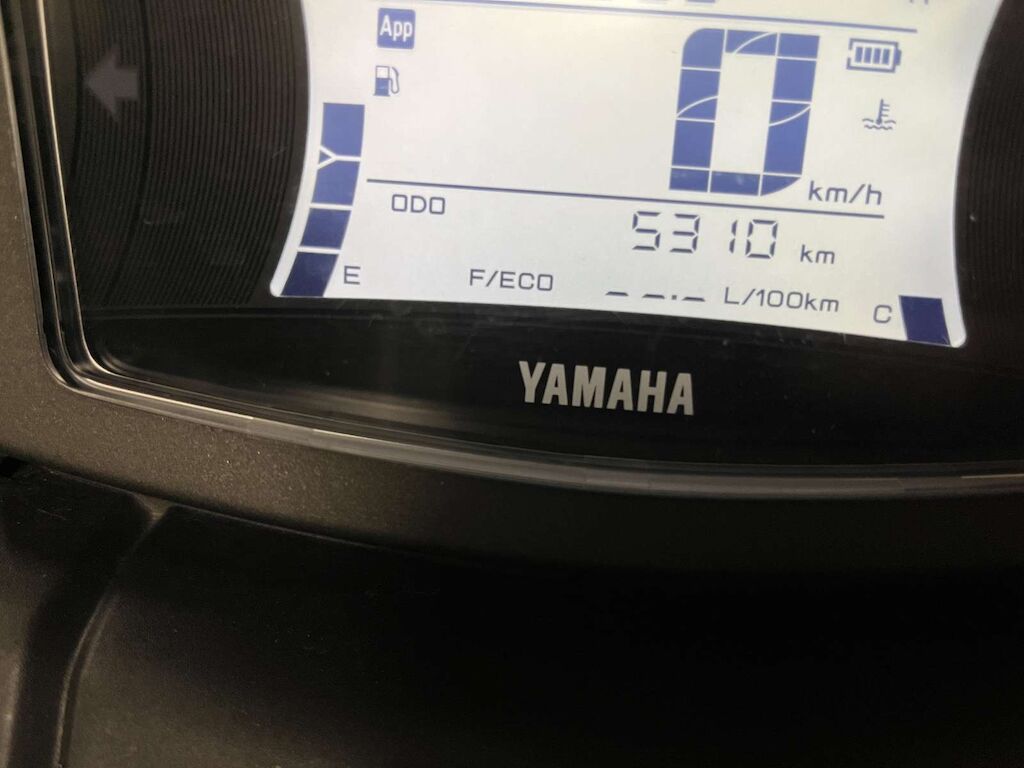 App
0
km/h
ODO
5310 km
E
F/ECO
--.- L/100km
C
YAMAHA